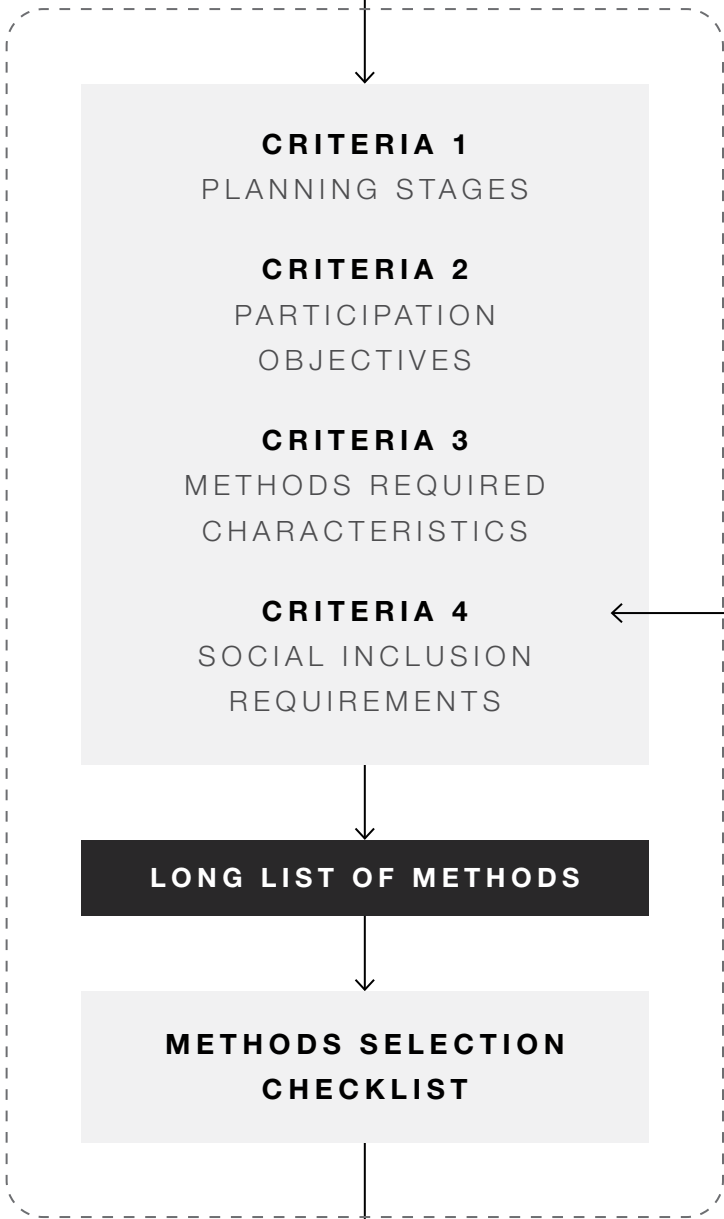 CRITERIA 1
PLANNING STAGES
CRITERIA 2
PARTICIPATION
OBJECTIVES
CRITERIA 3
METHODS REQUIRED
CHARACTERISTICS
CRITERIA 4
SOCIAL INCLUSION
REQUIREMENTS
LONG LIST OF METHODS
METHODS SELECTION
CHECKLIST